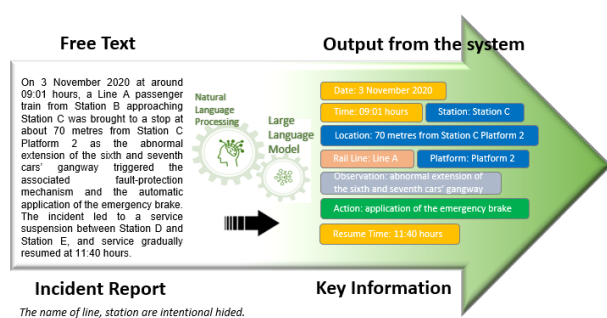 Free Text
Output from the system
On 3 November 2020 at around
09:01 hours, a Line A passenger
train from Station B approaching
Station C was brought to a stop at
about 70 metres from Station C
Platform 2 as the abnormal
extension of the sixth and seventh
cars' gangway triggered the
associated fault-protection
mechanism and the automatic
application of the emergency brake.
The incident led to a service
suspension between Station D and
Station E, and service gradually
resumed at 11:40 hours.
Natural
Language
Processing
Large
Language
Model
Date: 3 November 2020
Time: 09:01 hours
Station: Station C
Location: 70 metres from Station C Platform 2
Rail Line: Line A
Platform: Platform 2
Observation: abnormal extension of
the sixth and seventh cars' gangway
Action: application of the emergency brake
Resume Time: 11:40 hours
Incident Report
Key Information
The name of line, station are intentional hided.